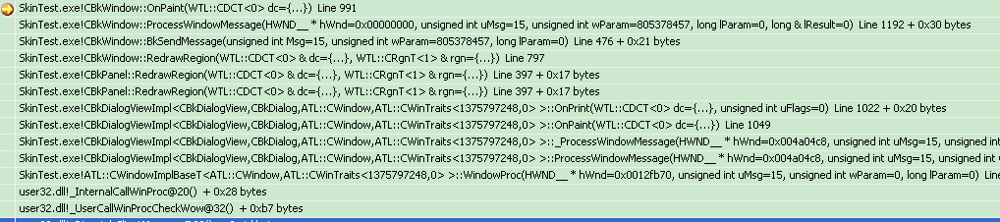 SkinTest.exe!CBkWindow::OnPaint(WTL::CDCT<0> dc={...}) Line 991
SkinTest.exe!CBkWindow::ProcessWindowMessage(HWND__ * hWnd=0x00000000, unsigned int uMsg=15, unsigned int wParam=805378457, long lParam=0, long & lResult=0) Line 1192 + 0x30 bytes
SkinTest.exe!CBkWindow::BkSendMessage(unsigned int Msg=15, unsigned int wParam=805378457, long lParam=0) Line 476 + 0x21 bytes
SkinTest.exe!CBkWindow::RedrawRegion(WTL::CDCT<0> & dc={...}, WTL::CRgnT<1> & rgn={...}) Line 797
SkinTest.exe!CBkPanel::RedrawRegion(WTL::CDCT<0> & dc={...}, WTL::CRgnT<1> & rgn={...}) Line 397 + 0x17 bytes
SkinTest.exe!CBkPanel::RedrawRegion(WTL::CDCT<0> & dc={...}, WTL::CRgnT<1> & rgn={...}) Line 397 + 0x17 bytes
SkinTest.exe!CBkDialogViewImpl<CBkDialogView,CBkDialog,ATL::CWindow,ATL::CWinTraits<1375797248,0> >::OnPrint(WTL::CDCT<0> dc={...}, unsigned int uFlags=0) Line 1022 + 0x20 bytes
SkinTest.exe!CBkDialogViewImpl<CBkDialogView,CBkDialog,ATL::CWindow,ATL::CWinTraits<1375797248,0> >::OnPaint(WTL::CDCT<0> dc={...}) Line 1049
SkinTest.exe!CBkDialogViewImpl<CBkDialogView,CBkDialog,ATL::CWindow,ATL::CWinTraits<1375797248,0> >::_ProcessWindowMessage(HWND__ * hWnd=0x004a04c8, unsigned int uMsg=15, uns
SkinTest.exe!CBkDialogViewImpl<CBkDialogView,CBkDialog,ATL::CWindow,ATL::CWinTraits<1375797248,0> >::ProcessWindowMessage(HWND__ * hWnd=0x004a04c8, unsigned int uMsg=15, unsi
SkinTest.exe!ATL::CWindowImplBaseT<ATL::CWindow,ATL::CWinTraits<1375797248,0> >::WindowProc(HWND__ * hWnd=0x0012fb70, unsigned int uMsg=15, unsigned int wParam=0, long lParam=0) Line
user32.dll!_InternalCallWinProc@20() + 0x28 bytes
user32.dll!_UserCallWinProcCheckWow@32() + 0xb7 bytes